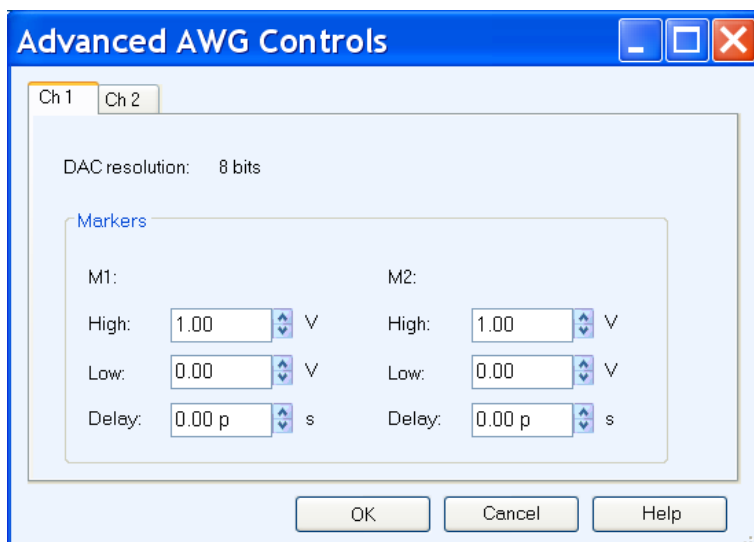 Advanced AWG Controls
Ch 1 Ch 2
DAC resolution: 8 bits
Markers
M1: M2:
High: 1.00 V High: 1.00 V
Low: 0.00 V Low: 0.00 V
Delay: 0.00 p s Delay: 0.00 p s
OK Cancel Help